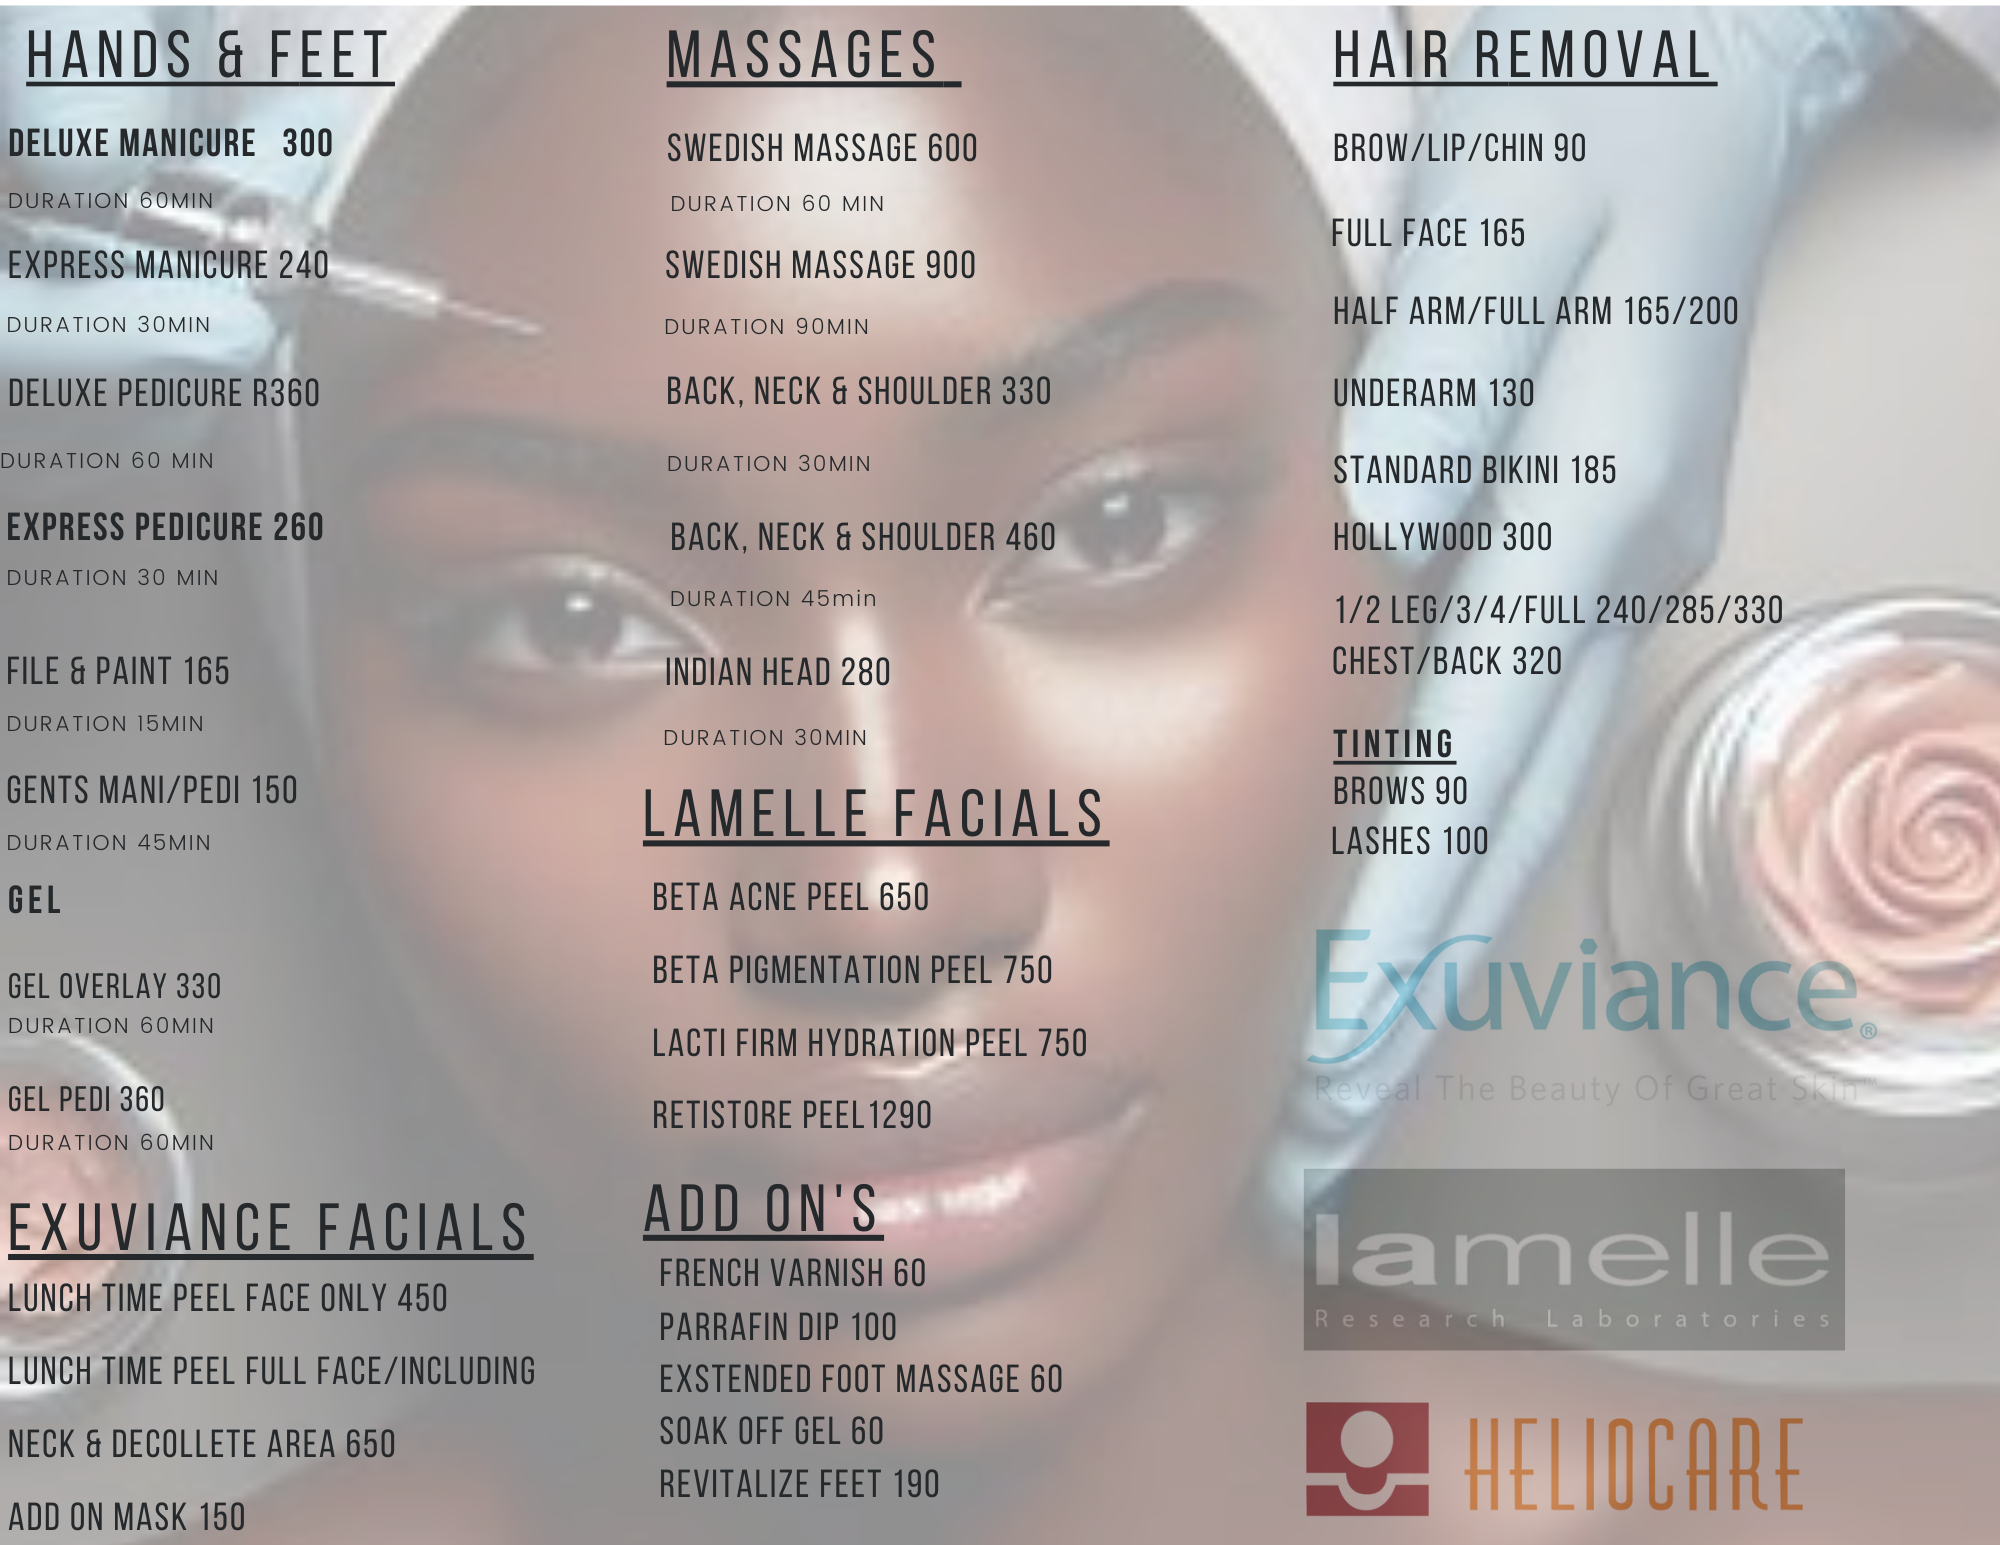 HANDS & FEET
DELUXE MANICURE 300
DURATION 60MIN
EXPRESS MANICURE 240
DURATION 30MIN
DELUXE PEDICURE R360
DURATION 60 MIN
EXPRESS PEDICURE 260
DURATION 30 MIN
FILE & PAINT 165
DURATION 15MIN
GENTS MANI/PEDI 150
DURATION 45MIN
GEL
GEL OVERLAY 330
DURATION 60MIN
GEL PEDI 360
DURATION 60MIN
EXUVIANCE FACIALS
LUNCH TIME PEEL FACE ONLY 450
LUNCH TIME PEEL FULL FACE/INCLUDING
NECK & DECOLLETE AREA 650
ADD ON MASK 150
MASSAGES
SWEDISH MASSAGE 600
DURATION 60 MIN
SWEDISH MASSAGE 900
DURATION 90MIN
BACK, NECK & SHOULDER 330
DURATION 30MIN
BACK, NECK & SHOULDER 460
DURATION 45min
INDIAN HEAD 280
DURATION 30MIN
LAMELLE FACIALS
BETA ACNE PEEL 650
BETA PIGMENTATION PEEL 750
LACTI FIRM HYDRATION PEEL 750
RETISTORE PEEL1290
ADD ON'S
FRENCH VARNISH 60
PARRAFIN DIP 100
EXSTENDED FOOT MASSAGE 60
SOAK OFF GEL 60
REVITALIZE FEET 190
HAIR REMOVAL
BROW/LIP/CHIN 90
FULL FACE 165
HALF ARM/FULL ARM 165/200
UNDERARM 130
STANDARD BIKINI 185
HOLLYWOOD 300
1/2 LEG/3/4/FULL 240/285/330
CHEST/BACK 320
TINTING
BROWS 90
LASHES 100
Exuviance®
Reveal The Beauty Of Great Skin™
lamelle
Research Laboratories
HELIOCARE